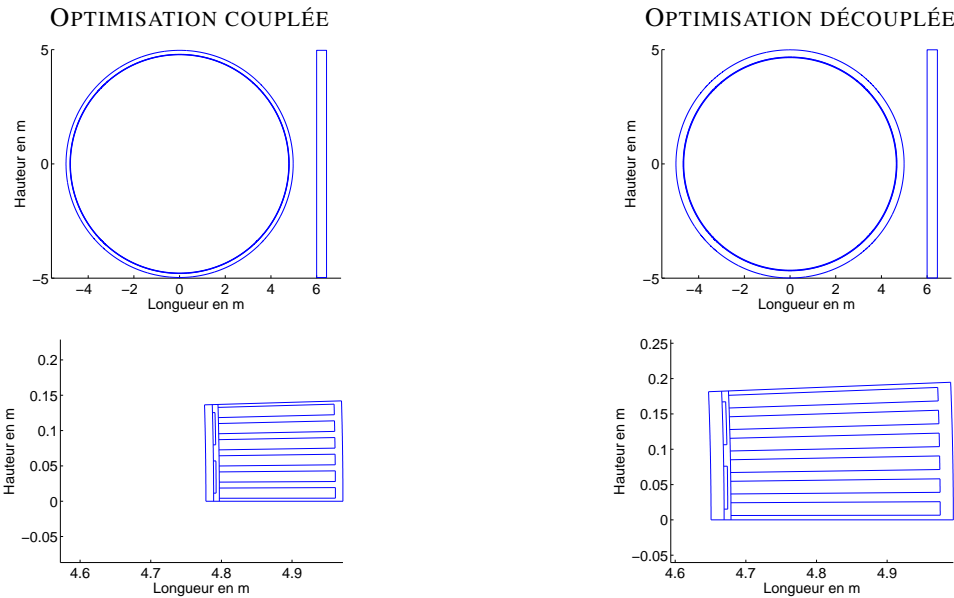 OPTIMISATION COUPLÉE
5
0
−5
Hauteur en m
−4 −2 0 2 4 6
Longueur en m
OPTIMISATION DÉCOUPLÉE
5
0
−5
Hauteur en m
−4 −2 0 2 4 6
Longueur en m
0.2
0.15
0.1
0.05
0
−0.05
Hauteur en m
4.6 4.7 4.8 4.9
Longueur en m
0.25
0.2
0.15
0.1
0.05
0
−0.05
Hauteur en m
4.6 4.7 4.8 4.9
Longueur en m